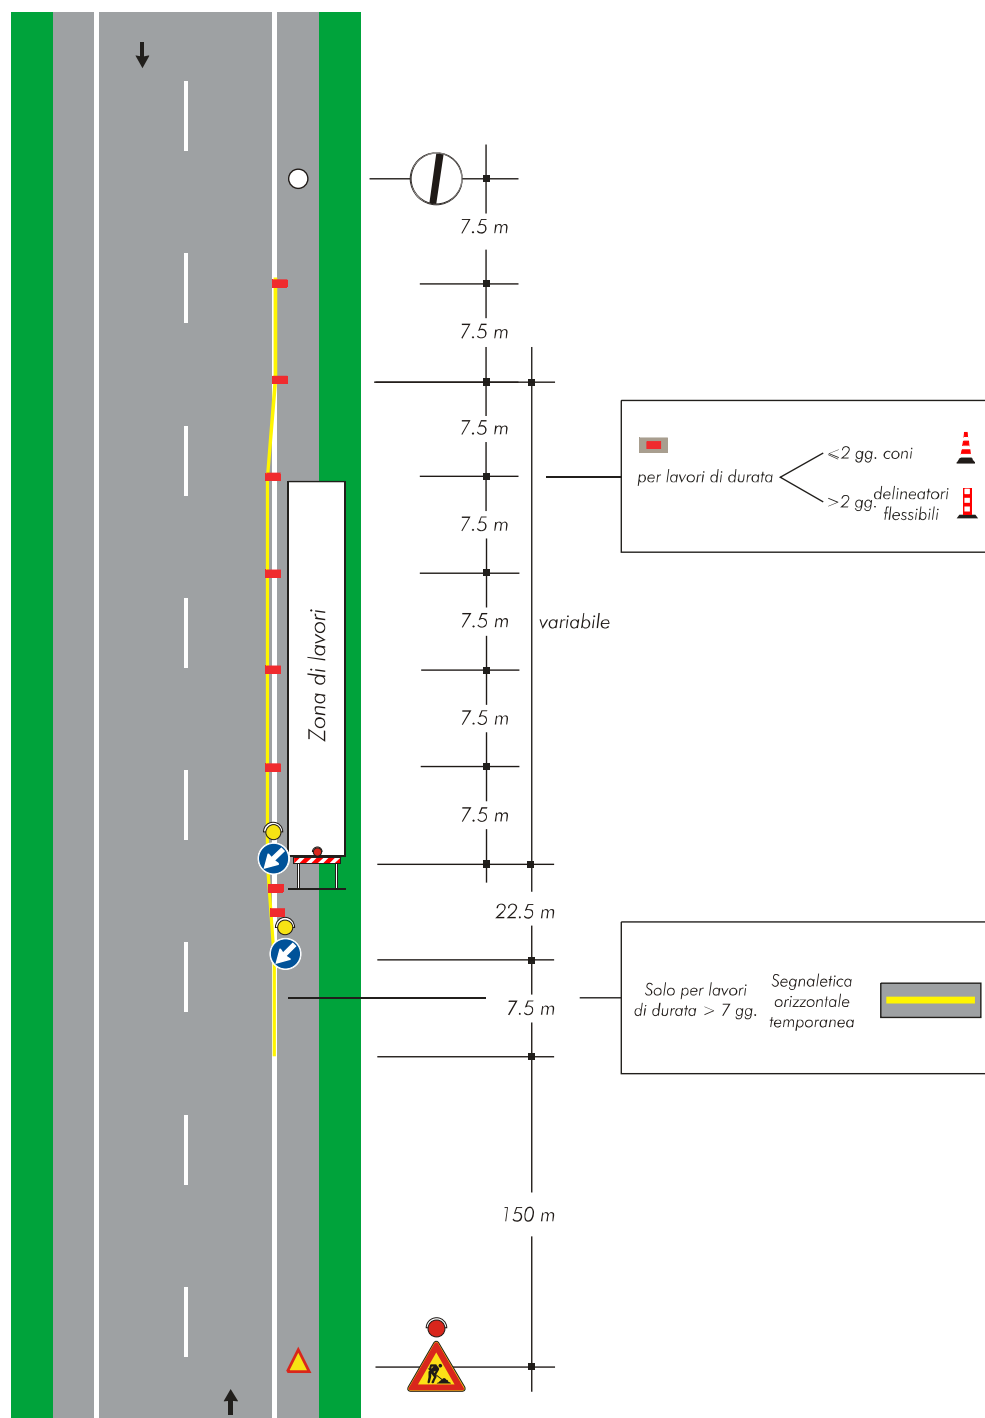 7.5 m
7.5 m
7.5 m
<2 gg. coni
per lavori di durata
>2 gg. delineatori
flessibili
7.5 m
7.5 m
variabile
Zona di lavori
7.5 m
7.5 m
22.5 m
Solo per lavori
di durata > 7 gg.
Segnaletica
orizzontale
temporanea
7.5 m
150 m